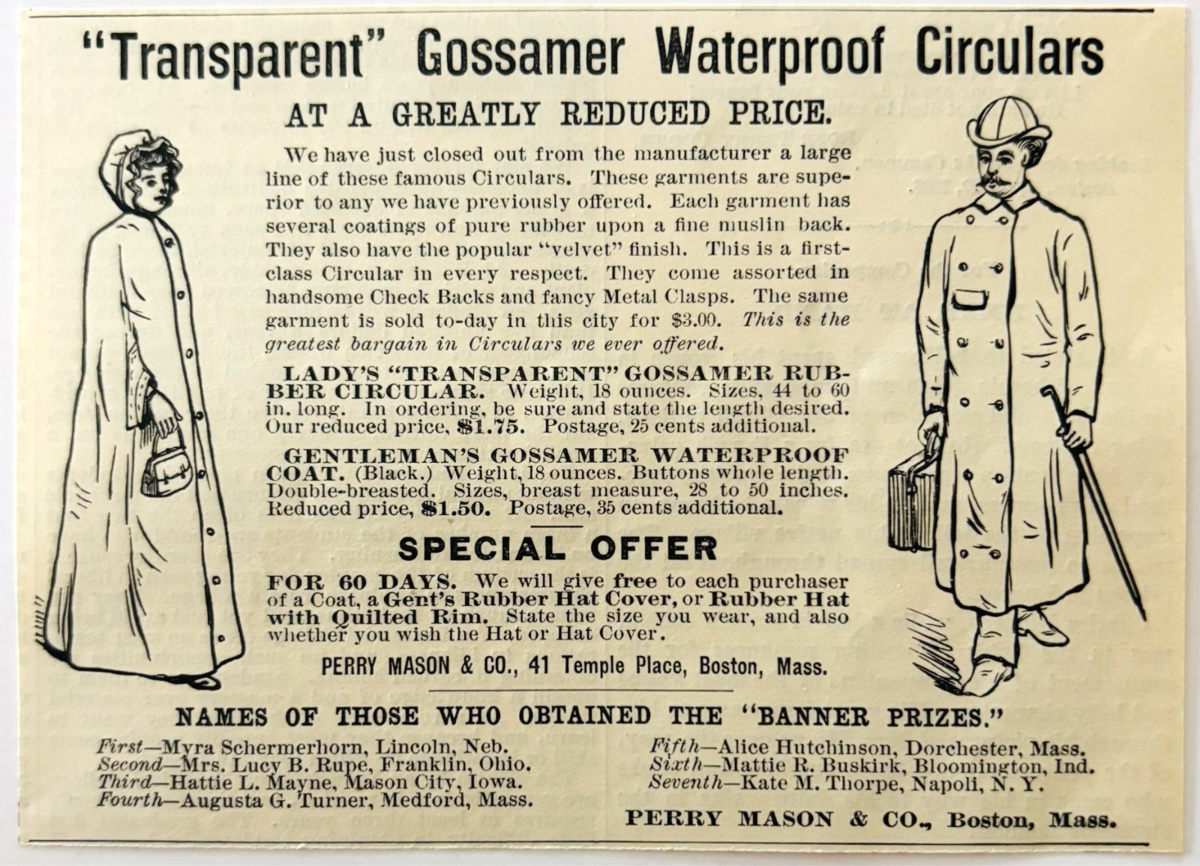 “Transparent” Gossamer Waterproof Circulars
AT A GREATLY REDUCED PRICE.
We have just closed out from the manufacturer a large
line of these famous Circulars. These garments are supe-
rior to any we have previously offered. Each garment has
several coatings of pure rubber upon a fine muslin back.
They also have the popular “velvet” finish. This is a first-
class Circular in every respect. They come assorted in
handsome Check Backs and fancy Metal Clasps. The same
garment is sold to-day in this city for $3.00. This is the
greatest bargain in Circulars we ever offered.
LADY'S “TRANSPARENT” GOSSAMER RUB-
BER CIRCULAR. Weight, 18 ounces. Sizes, 44 to 60
in. long. In ordering, be sure and state the length desired.
Our reduced price, $1.75. Postage, 25 cents additional.
GENTLEMAN'S GOSSAMER WATERPROOF
COAT. (Black.) Weight, 18 ounces. Buttons whole length.
Double-breasted. Sizes, breast measure, 28 to 50 inches.
Reduced price, $1.50. Postage, 35 cents additional.
SPECIAL OFFER
FOR 60 DAYS. We will give free to each purchaser
of a Coat, a Gent's Rubber Hat Cover, or Rubber Hat
with Quilted Rim. State the size you wear, and also
whether you wish the Hat or Hat Cover.
PERRY MASON & CO., 41 Temple Place, Boston, Mass.
NAMES OF THOSE WHO OBTAINED THE “BANNER PRIZES.”
First—Myra Schermerhorn, Lincoln, Neb.
Second—Mrs. Lucy B. Rupe, Franklin, Ohio.
Third—Hattie L. Mayne, Mason City, Iowa.
Fourth—Augusta G. Turner, Medford, Mass.
Fifth—Alice Hutchinson, Dorchester, Mass.
Sixth—Mattie R. Buskirk, Bloomington, Ind.
Seventh—Kate M. Thorpe, Napoli, N. Y.
PERRY MASON & CO., Boston, Mass.